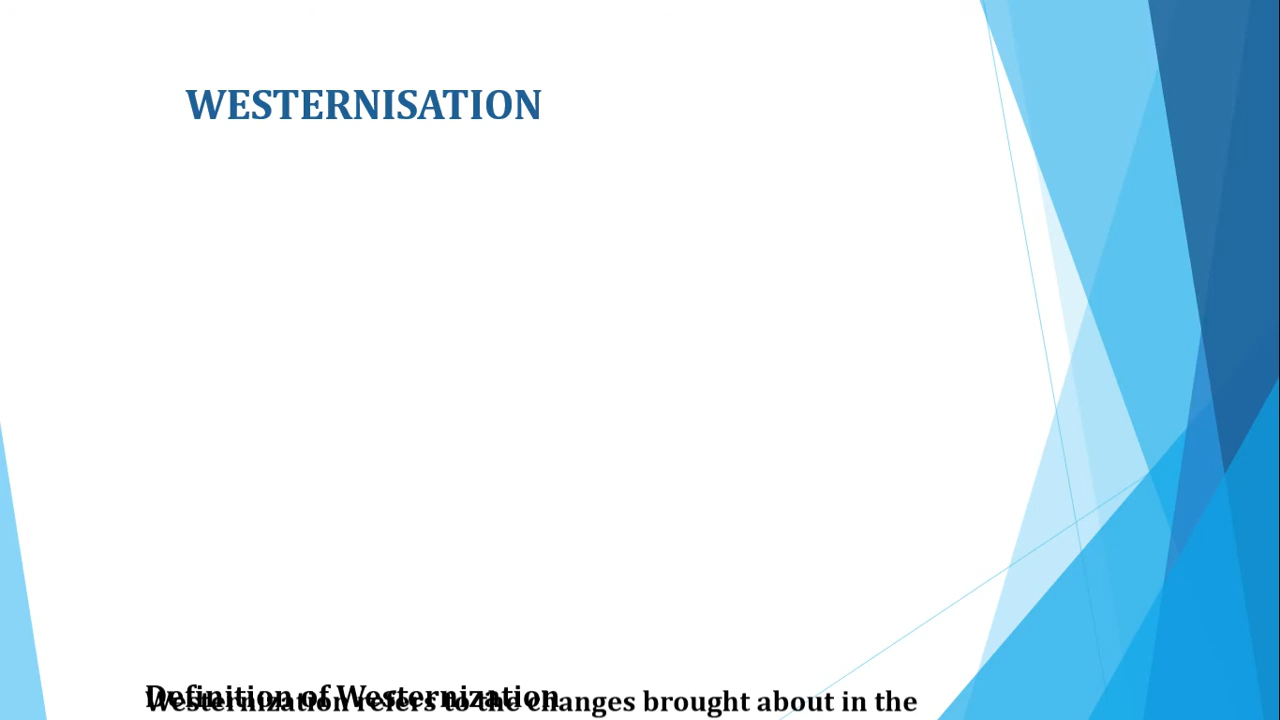 WESTERNISATION
Definition of Westernization
Westernization refers to the changes brought about in the